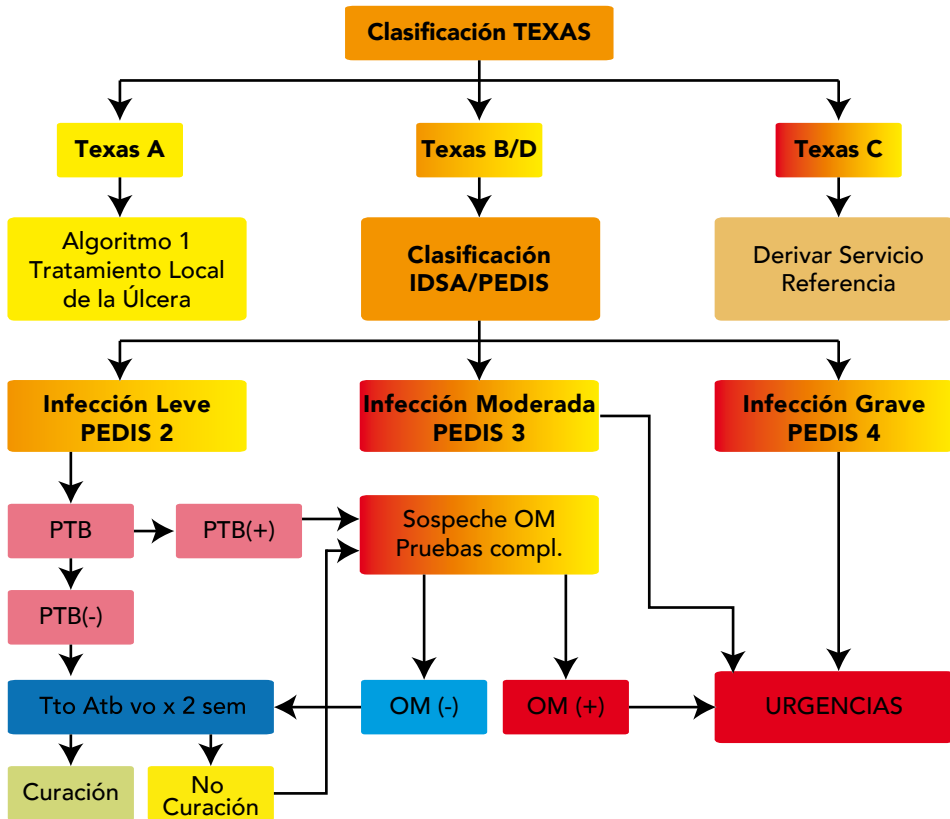 Clasificación TEXAS
Texas A
Texas B/D
Texas C
Algoritmo 1
Tratamiento Local
de la Úlcera
Clasificación
IDSA/PEDIS
Derivar Servicio
Referencia
Infección Leve
PEDIS 2
Infección Moderada
PEDIS 3
Infección Grave
PEDIS 4
PTB
PTB(+)
Sospeche OM
Pruebas compl.
PTB(-)
Tto Atb vo x 2 sem
OM (-)
OM (+)
URGENCIAS
Curación
No
Curación